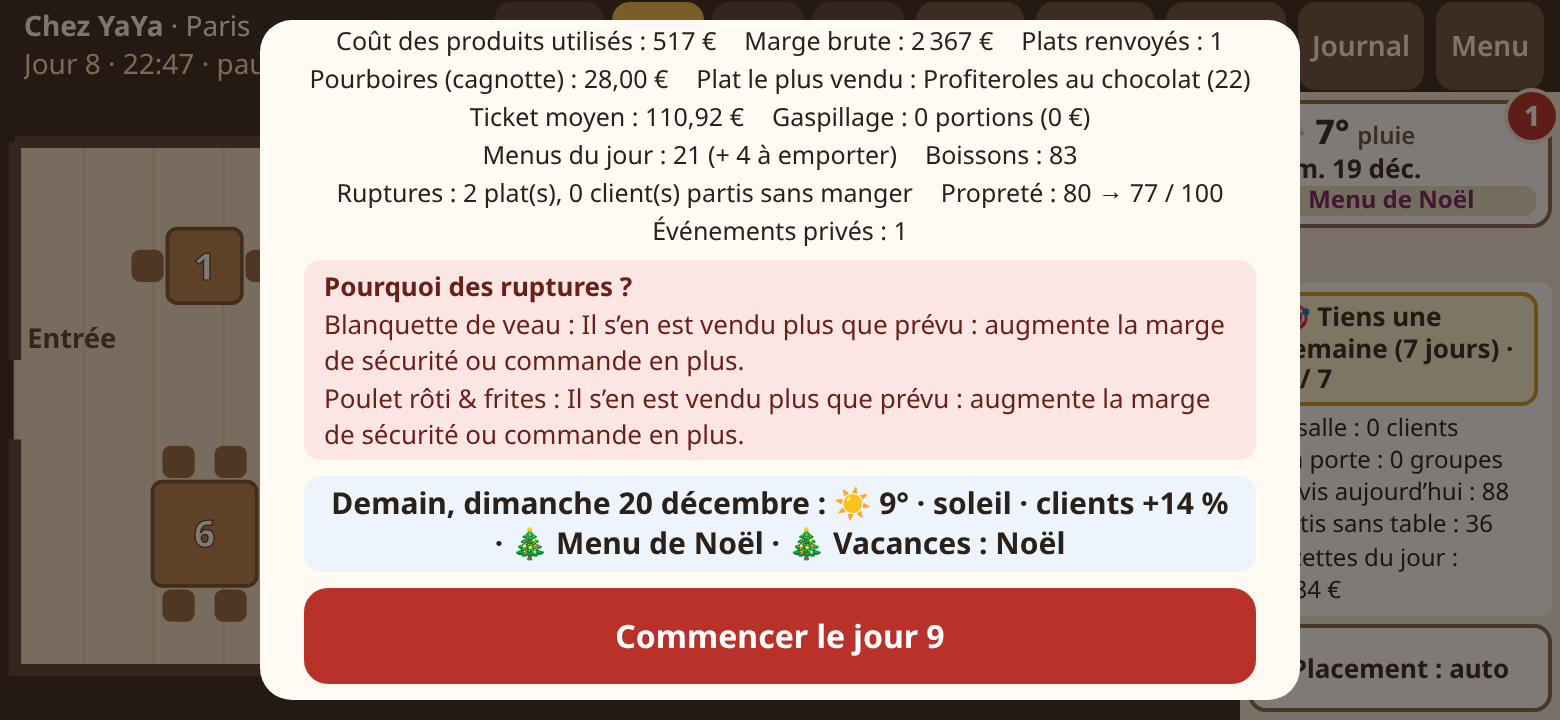 Chez YaYa · Paris
Jour 8 · 22:47 · pau
Journal
Menu
Coût des produits utilisés : 517 € Marge brute : 2 367 € Plats renvoyés : 1
Pourboires (cagnotte) : 28,00 € Plat le plus vendu : Profiteroles au chocolat (22)
Ticket moyen : 110,92 € Gaspillage : 0 portions (0 €)
Menus du jour : 21 (+ 4 à emporter) Boissons : 83
Ruptures : 2 plat(s), 0 client(s) partis sans manger Propreté : 80 → 77 / 100
Événements privés : 1
Pourquoi des ruptures ?
Blanquette de veau : Il s’en est vendu plus que prévu : augmente la marge
de sécurité ou commande en plus.
Poulet rôti & frites : Il s’en est vendu plus que prévu : augmente la marge
de sécurité ou commande en plus.
Demain, dimanche 20 décembre : ☀️ 9° · soleil · clients +14 %
· 🎄 Menu de Noël · 🎄 Vacances : Noël
Commencer le jour 9
1
Entrée
6
1
7° pluie
m. 19 déc.
Menu de Noël
🎯 Tiens une
emaine (7 jours) ·
/ 7
salle : 0 clients
porte : 0 groupes
vis aujourd’hui : 88
tis sans table : 36
ettes du jour :
84 €
Placement : auto